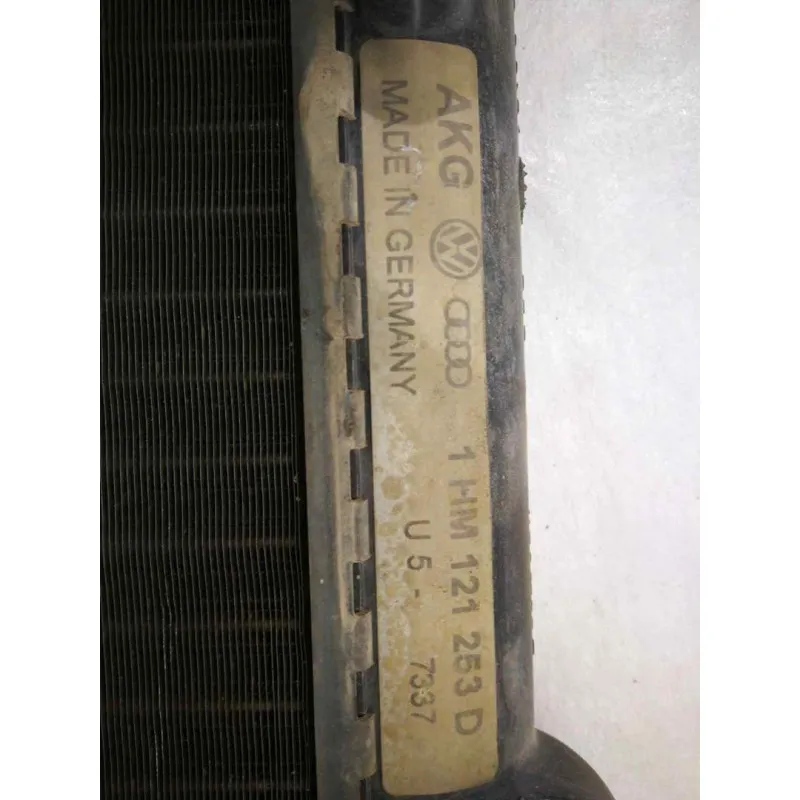 AKG 1 HM 121 253 D
MADE IN GERMANY U 5 - 7337